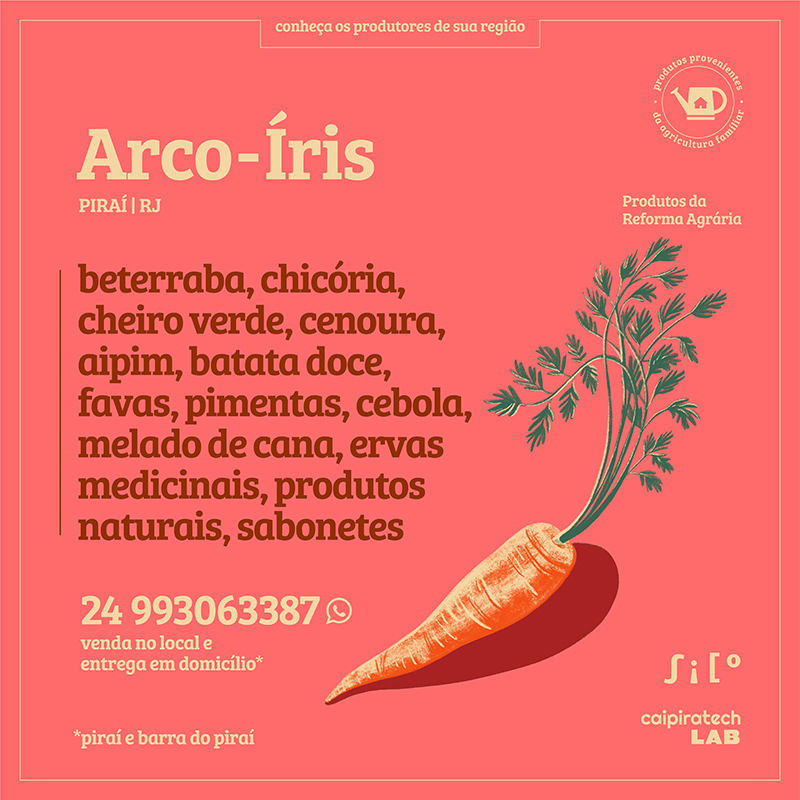 conheça os produtores de sua região
produtos provenientes
da agricultura familiar
Arco-Íris
PIRAÍ | RJ
Produtos da
Reforma Agrária
beterraba, chicória,
cheiro verde, cenoura,
aipim, batata doce,
favas, pimentas, cebola,
melado de cana, ervas
medicinais, produtos
naturais, sabonetes
24 993063387
venda no local e
entrega em domicílio*
*piraí e barra do piraí
silo
caipiratech
LAB